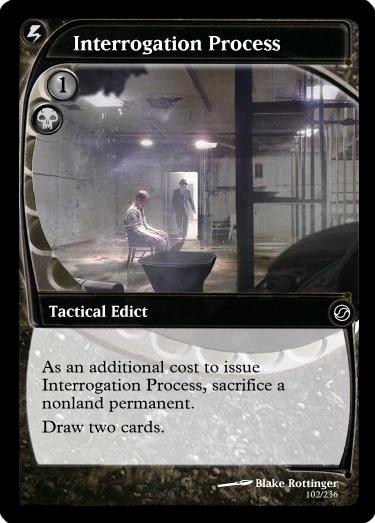 Interrogation Process
1
Tactical Edict
As an additional cost to issue
Interrogation Process, sacrifice a
nonland permanent.
Draw two cards.
Blake Rottinger
102/236